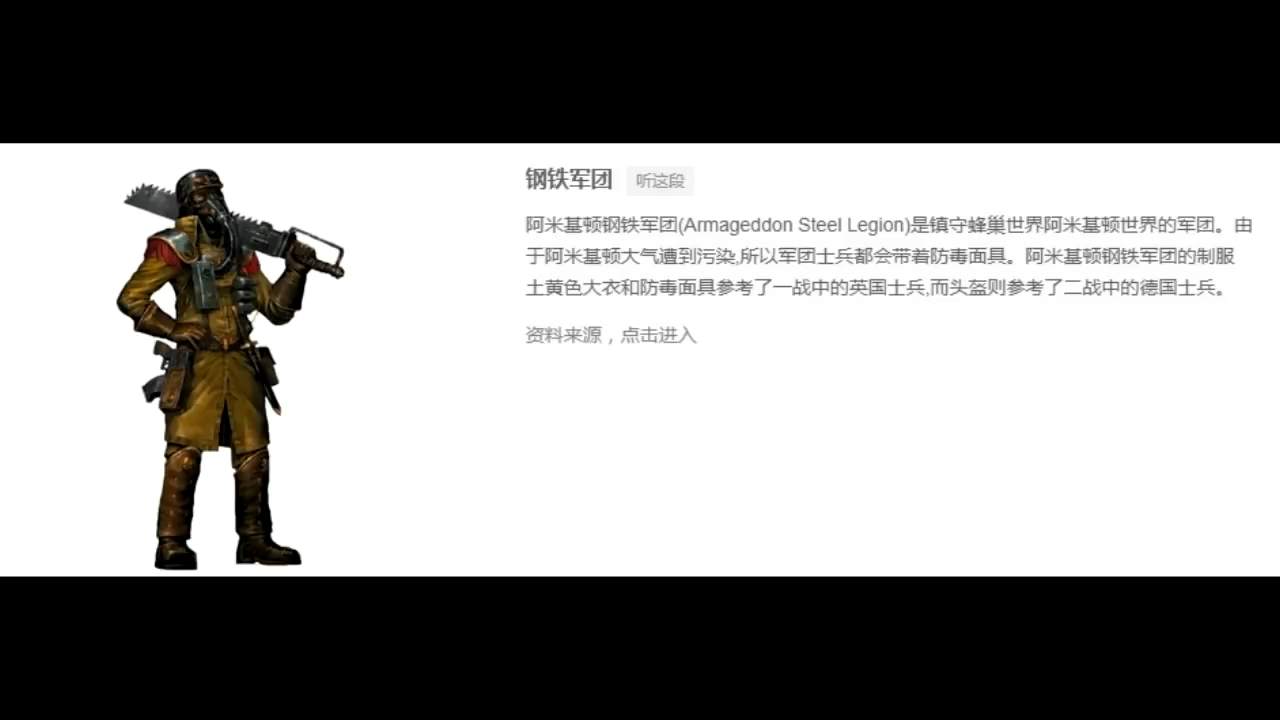 钢铁军团 听这段
阿米基顿钢铁军团(Armageddon Steel Legion)是镇守蜂巢世界阿米基顿世界的军团。由
于阿米基顿大气遭到污染,所以军团士兵都会带着防毒面具。阿米基顿钢铁军团的制服
土黄色大衣和防毒面具参考了一战中的英国士兵,而头盔则参考了二战中的德国士兵。
资料来源，点击进入